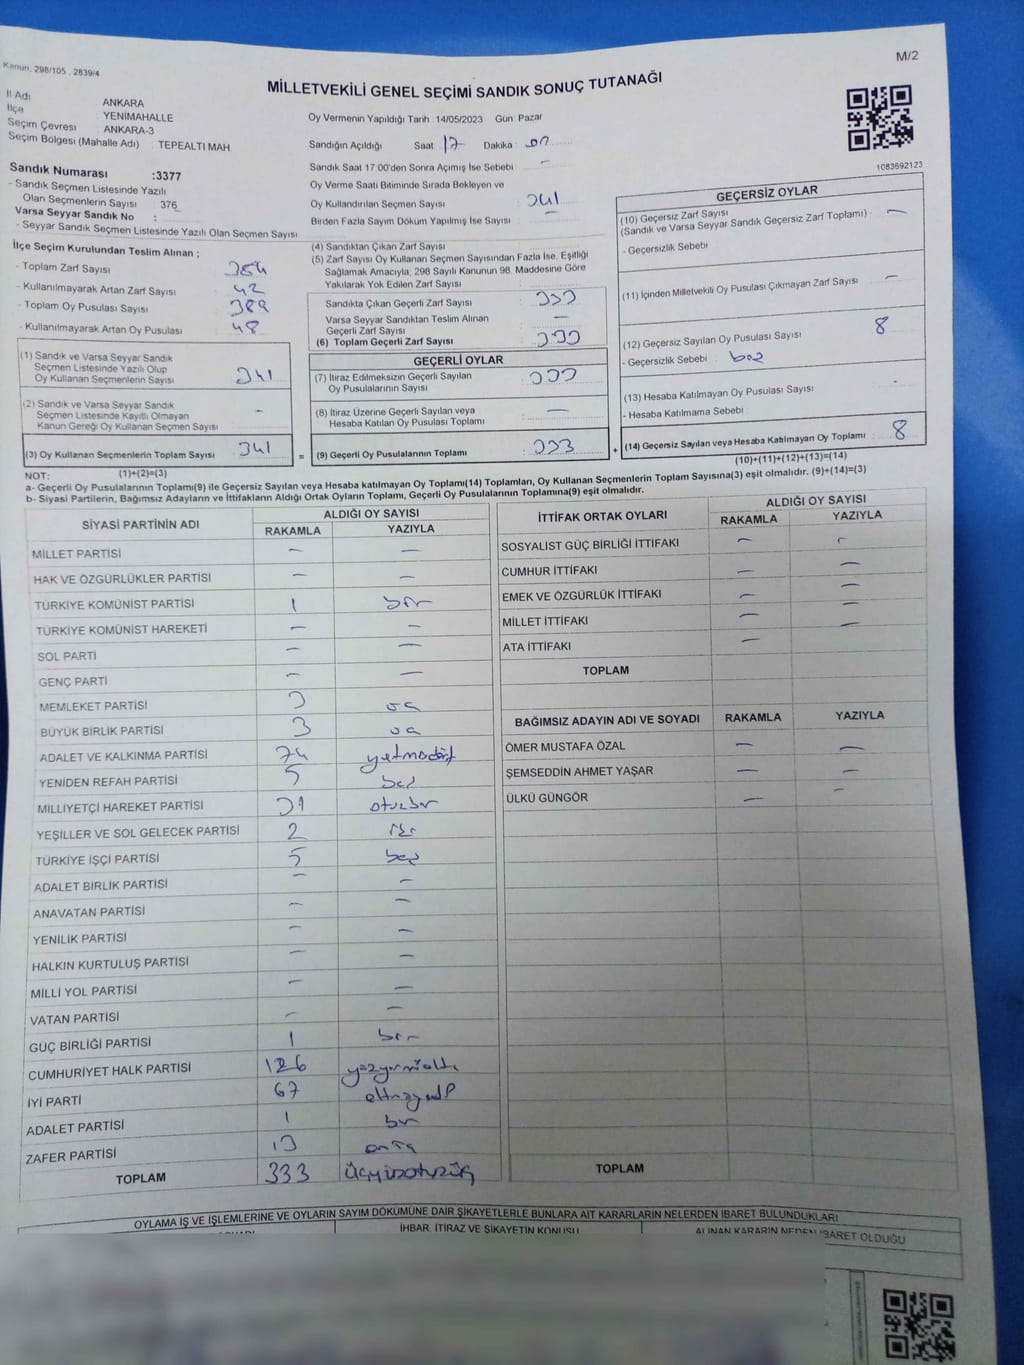 Kanun, 298/105 , 2839/4
M/2
MİLLETVEKİLİ GENEL SEÇİMİ SANDIK SONUÇ TUTANAĞI
İl Adı ANKARA
İlçe YENİMAHALLE
Seçim Çevresi ANKARA-3
Seçim Bölgesi (Mahalle Adı) : TEPEALTI MAH
Oy Vermenin Yapıldığı Tarih 14/05/2023 Gün Pazar
Sandığın Açıldığı Saat 17 Dakika : 00
Sandık Saat 17 00'den Sonra Açımış İse Sebebi –
Oy Verme Saati Bitiminde Sırada Bekleyen ve
Oy Kullandırılan Seçmen Sayısı : 341
Birden Fazla Sayım Döküm Yapılmış İse Sayısı –
1083692123
Sandık Numarası :3377
- Sandık Seçmen Listesinde Yazılı
Olan Seçmenlerin Sayısı 376
Varsa Seyyar Sandık No :
- Seyyar Sandık Seçmen Listesinde Yazılı Olan Seçmen Sayısı
İlçe Seçim Kurulundan Teslim Alınan ;
- Toplam Zarf Sayısı
- Kullanılmayarak Artan Zarf Sayısı 42
- Toplam Oy Pusulası Sayısı 389
- Kullanılmayarak Artan Oy Pusulası 48
(1) Sandık ve Varsa Seyyar Sandık
Seçmen Listesinde Yazılı Olup
Oy Kullanan Seçmenlerin Sayısı 341
(2) Sandık ve Varsa Seyyar Sandık
Seçmen Listesinde Kayıtlı Olmayan
Kanun Gereği Oy Kullanan Seçmen Sayısı –
(3) Oy Kullanan Seçmenlerin Toplam Sayısı 341
(1)+(2)=(3)
(4) Sandıktan Çıkan Zarf Sayısı
(5) Zarf Sayısı Oy Kullanan Seçmen Sayısından Fazla İse, Eşitliği
Sağlamak Amacıyla, 298 Sayılı Kanunun 98. Maddesine Göre
Yakılarak Yok Edilen Zarf Sayısı
Sandıkta Çıkan Geçerli Zarf Sayısı : 333
Varsa Seyyar Sandıktan Teslim Alınan
Geçerli Zarf Sayısı : –
(6) Toplam Geçerli Zarf Sayısı : 333
GEÇERLİ OYLAR
(7) İtiraz Edilmeksizin Geçerli Sayılan
Oy Pusulalarının Sayısı : 333
(8) İtiraz Üzerine Geçerli Sayılan veya
Hesaba Katılan Oy Pusulası Toplamı : –
= (9) Geçerli Oy Pusulalarının Toplamı : 333
GEÇERSİZ OYLAR
(10) Geçersiz Zarf Sayısı
(Sandık ve Varsa Seyyar Sandık Geçersiz Zarf Toplamı) : –
- Geçersizlik Sebebi
(11) İçinden Milletvekili Oy Pusulası Çıkmayan Zarf Sayısı –
(12) Geçersiz Sayılan Oy Pusulası Sayısı 8
- Geçersizlik Sebebi : boş
(13) Hesaba Katılmayan Oy Pusulası Sayısı
- Hesaba Katılmama Sebebi
+ (14) Geçersiz Sayılan veya Hesaba Katılmayan Oy Toplamı 8
(10)+(11)+(12)+(13)=(14)
NOT:
a- Geçerli Oy Pusulalarının Toplamı(9) ile Geçersiz Sayılan veya Hesaba katılmayan Oy Toplamı(14) Toplamları, Oy Kullanan Seçmenlerin Toplam Sayısına(3) eşit olmalıdır. (9)+(14)=(3)
b- Siyasi Partilerin, Bağımsız Adayların ve İttifakların Aldığı Ortak Oyların Toplamı, Geçerli Oy Pusulalarının Toplamına(9) eşit olmalıdır.
SİYASİ PARTİNİN ADI ALDIĞI OY SAYISI
RAKAMLA YAZIYLA
MİLLET PARTİSİ – –
HAK VE ÖZGÜRLÜKLER PARTİSİ – –
TÜRKİYE KOMÜNİST PARTİSİ 1 bir
TÜRKİYE KOMÜNİST HAREKETİ – –
SOL PARTİ – –
GENÇ PARTİ – –
MEMLEKET PARTİSİ 3 üç
BÜYÜK BİRLİK PARTİSİ 3 üç
ADALET VE KALKINMA PARTİSİ 74 yetmişdört
YENİDEN REFAH PARTİSİ 5 beş
MİLLİYETÇİ HAREKET PARTİSİ 31 otuzbir
YEŞİLLER VE SOL GELECEK PARTİSİ 2 iki
TÜRKİYE İŞÇİ PARTİSİ 5 beş
ADALET BİRLİK PARTİSİ – –
ANAVATAN PARTİSİ – –
YENİLİK PARTİSİ – –
HALKIN KURTULUŞ PARTİSİ – –
MİLLİ YOL PARTİSİ – –
VATAN PARTİSİ – –
GÜÇ BİRLİĞİ PARTİSİ 1 bir
CUMHURİYET HALK PARTİSİ 126 yüzyirmialtı
İYİ PARTİ 67 altmışyedi
ADALET PARTİSİ 1 bir
ZAFER PARTİSİ 13 onüç
TOPLAM 333 üçyüzotuzüç
İTTİFAK ORTAK OYLARI ALDIĞI OY SAYISI
RAKAMLA YAZIYLA
SOSYALİST GÜÇ BİRLİĞİ İTTİFAKI – –
CUMHUR İTTİFAKI – –
EMEK VE ÖZGÜRLÜK İTTİFAKI – –
MİLLET İTTİFAKI – –
ATA İTTİFAKI – –
TOPLAM
BAĞIMSIZ ADAYIN ADI VE SOYADI RAKAMLA YAZIYLA
ÖMER MUSTAFA ÖZAL – –
ŞEMSEDDİN AHMET YAŞAR – –
ÜLKÜ GÜNGÖR – –
TOPLAM
OYLAMA İŞ VE İŞLEMLERİNE VE OYLARIN SAYIM DÖKÜMÜNE DAİR ŞİKAYETLERLE BUNLARA AİT KARARLARIN NELERDEN İBARET BULUNDUKLARI
İHBAR, İTİRAZ VE ŞİKAYETİN KONUSU
ALINAN KARARIN NEDEN İBARET OLDUĞU